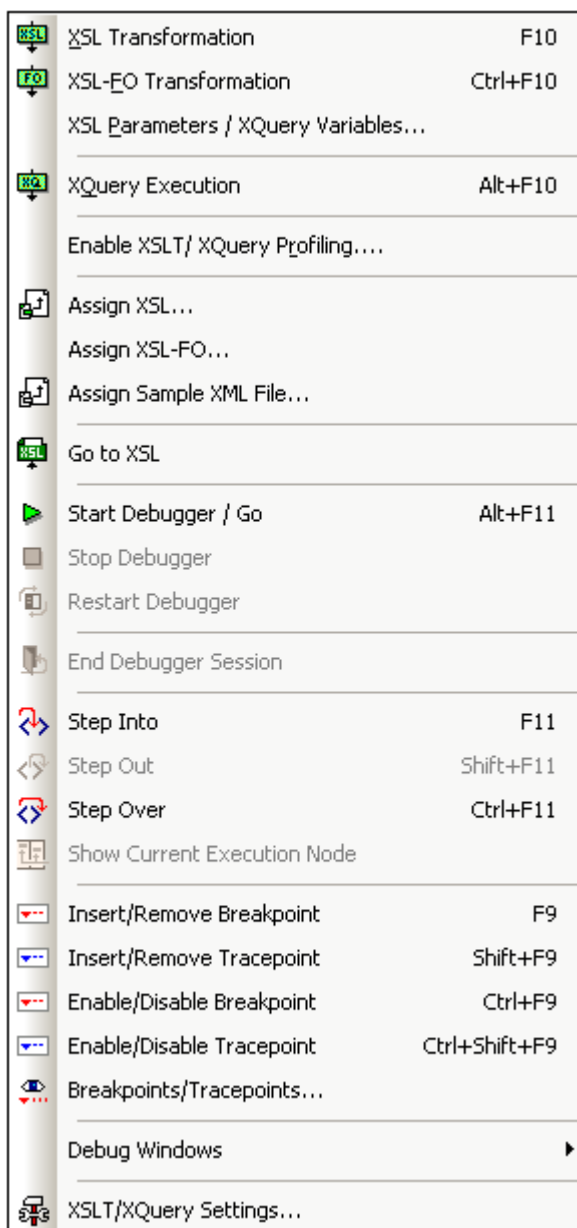 XSL Transformation F10
XSL-FO Transformation Ctrl+F10
XSL Parameters / XQuery Variables...
XQuery Execution Alt+F10
Enable XSLT/ XQuery Profiling....
Assign XSL...
Assign XSL-FO...
Assign Sample XML File...
Go to XSL
Start Debugger / Go Alt+F11
Stop Debugger
Restart Debugger
End Debugger Session
Step Into F11
Step Out Shift+F11
Step Over Ctrl+F11
Show Current Execution Node
Insert/Remove Breakpoint F9
Insert/Remove Tracepoint Shift+F9
Enable/Disable Breakpoint Ctrl+F9
Enable/Disable Tracepoint Ctrl+Shift+F9
Breakpoints/Tracepoints...
Debug Windows
XSLT/XQuery Settings...